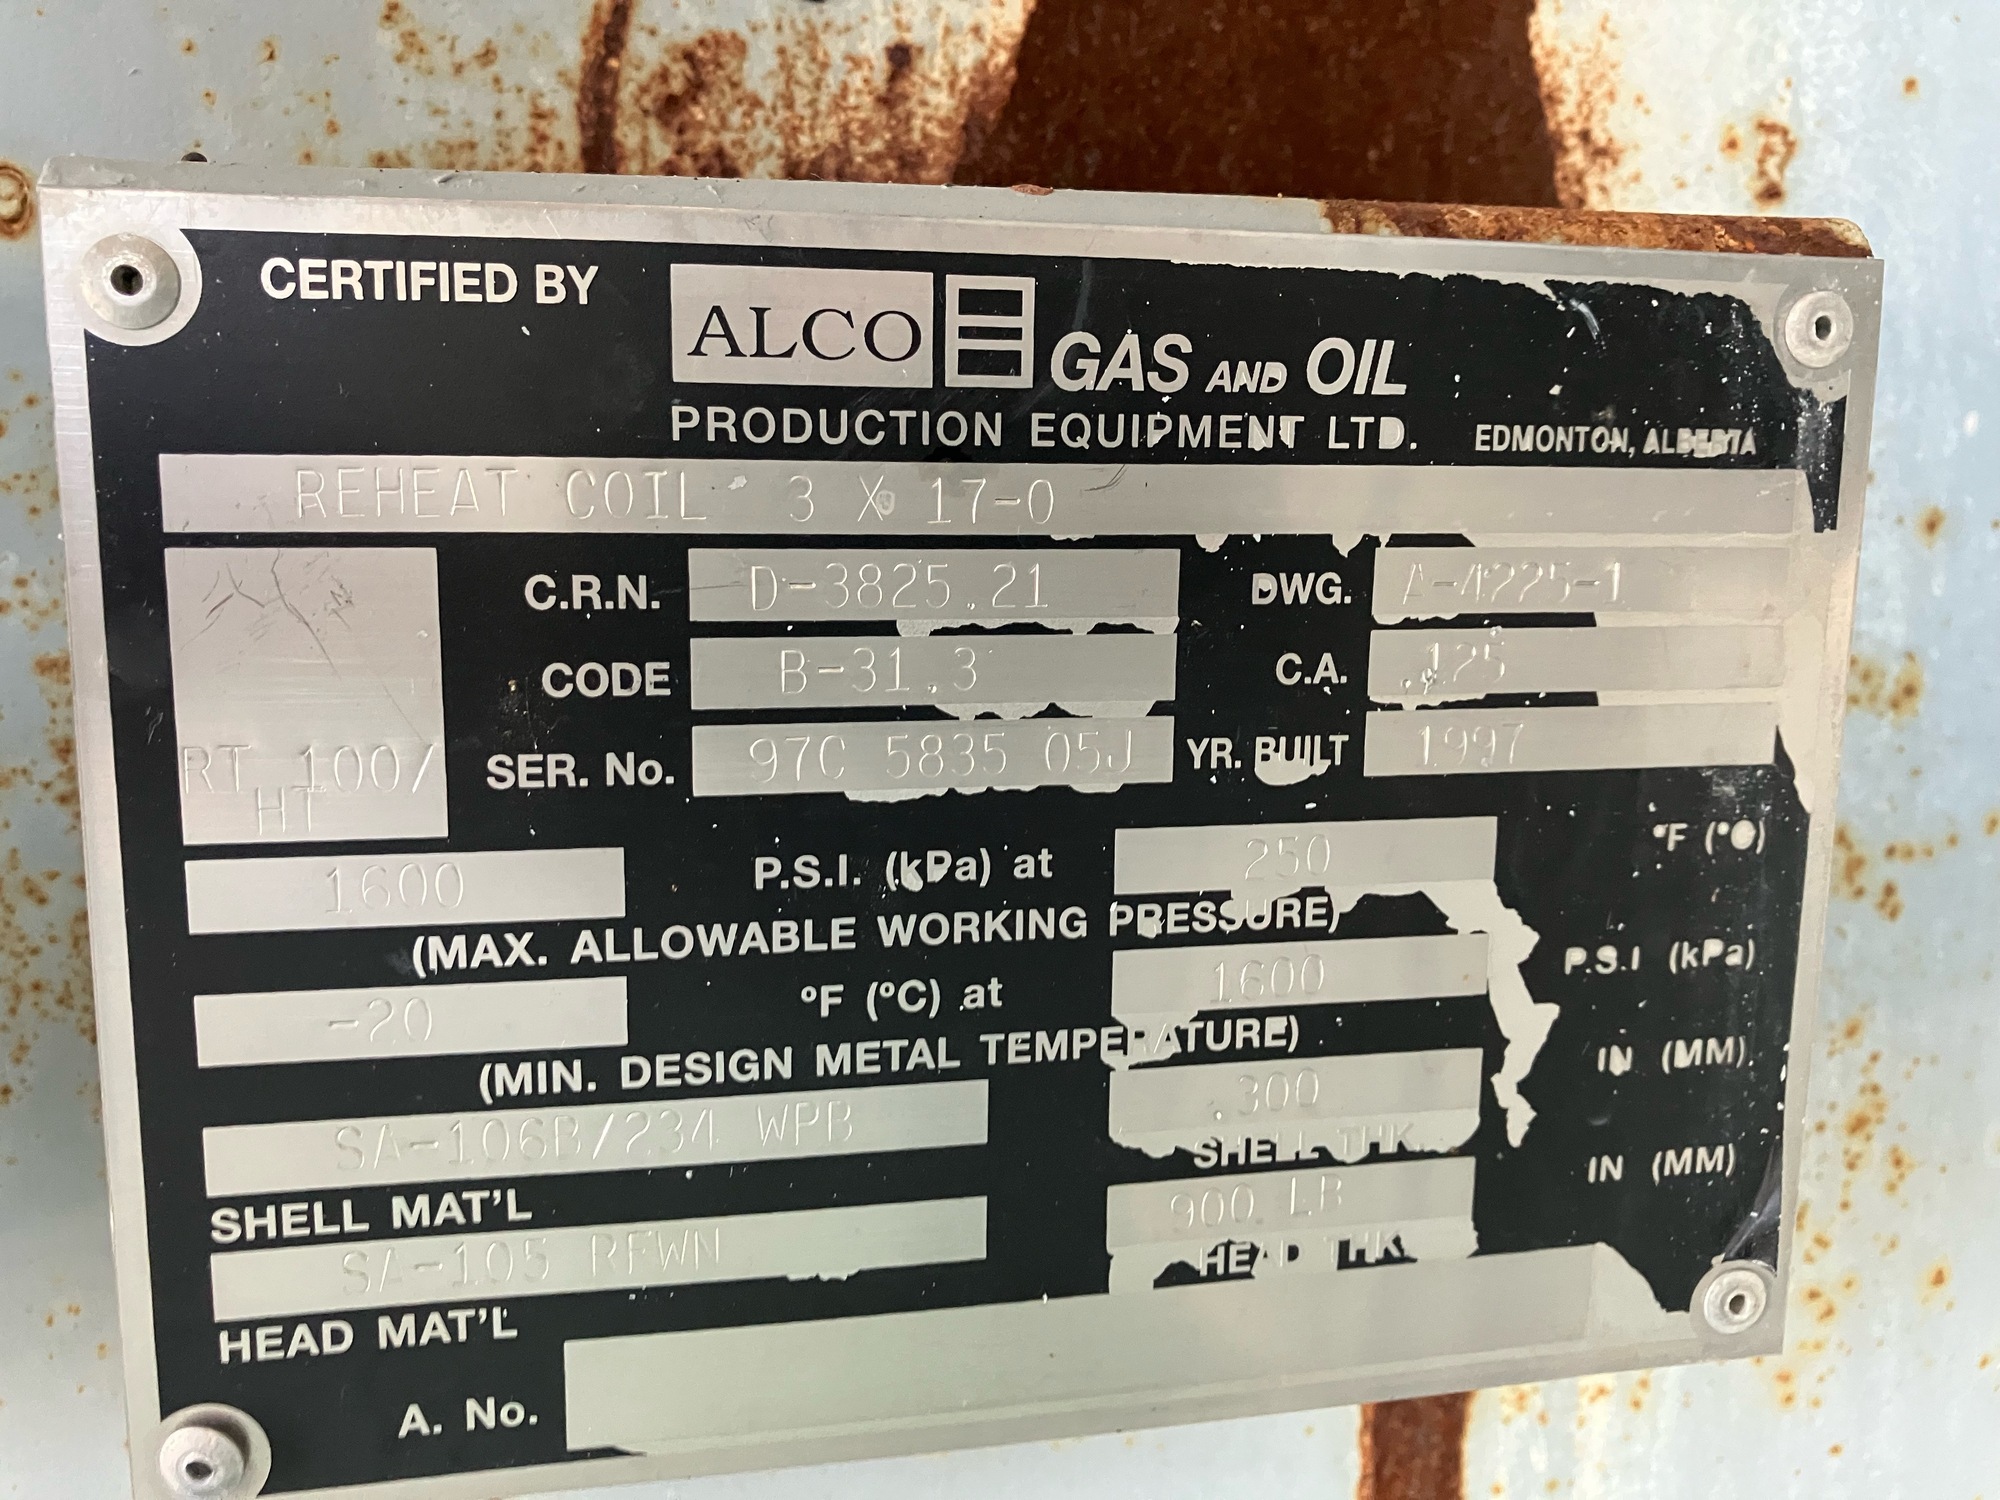 CERTIFIED BY ALCO GAS AND OIL
PRODUCTION EQUIPMENT LTD. EDMONTON, ALBERTA
REHEAT COIL 3 X 17-0
C.R.N. D-3825.21 DWG. A-4225-1
CODE B-31.3 C.A. .125
RT 100/
HT
SER. No. 97C 5835 05J YR. BUILT 1997
1600 P.S.I. (kPa) at 250 °F (°C)
(MAX. ALLOWABLE WORKING PRESSURE)
-20 °F (°C) at 1600 P.S.I (kPa)
(MIN. DESIGN METAL TEMPERATURE)
SA-106B/234 WPB .300 IN (MM)
SHELL MAT'L SHELL THK.
SA-105 RFWN 900 LB IN (MM)
HEAD MAT'L HEAD THK.
A. No.